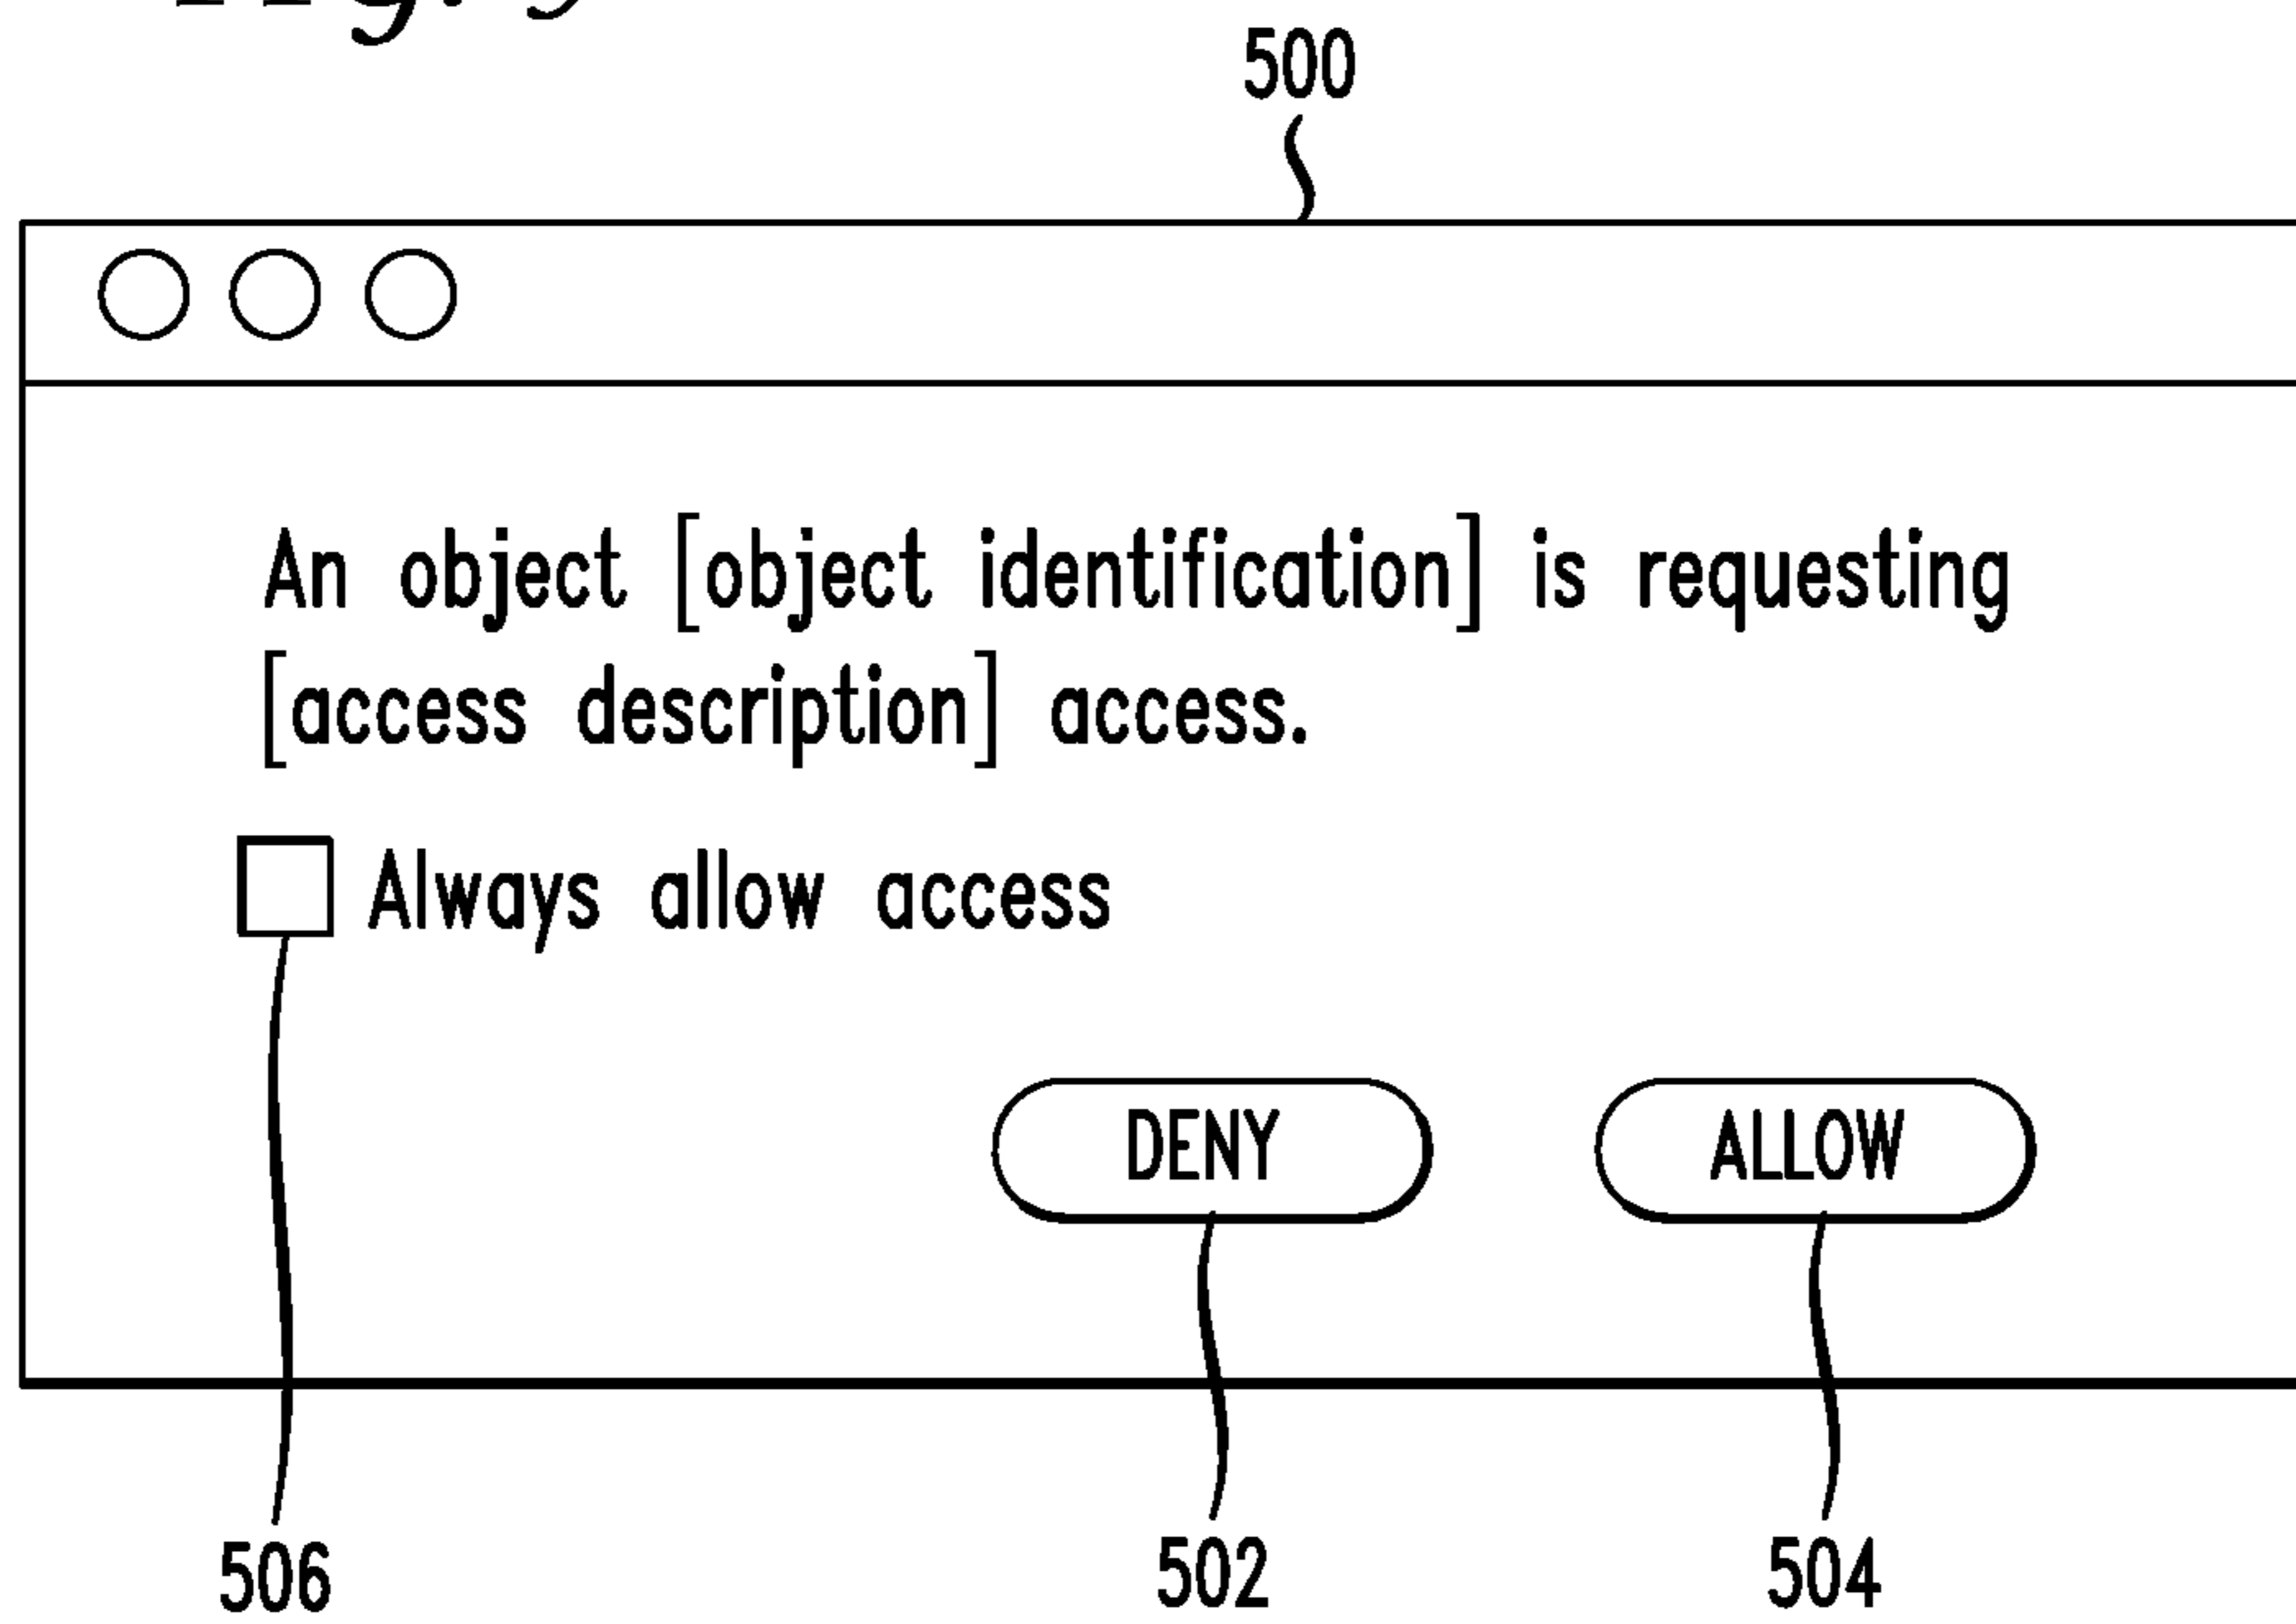 500
An object [object identification] is requesting
[access description] access.
Always allow access
DENY ALLOW
506 502 504